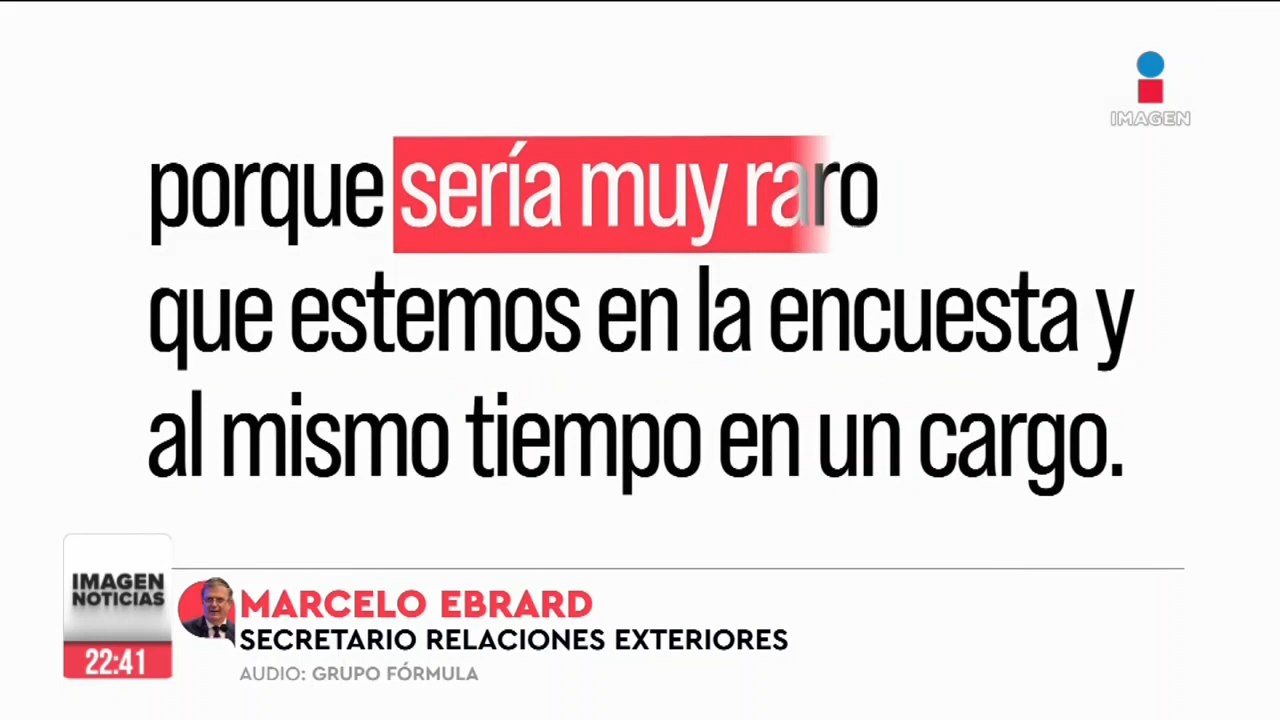 IMAGEN
porque sería muy raro
que estemos en la encuesta y
al mismo tiempo en un cargo.
IMAGEN
NOTICIAS
22:41
MARCELO EBRARD
SECRETARIO RELACIONES EXTERIORES
AUDIO: GRUPO FÓRMULA